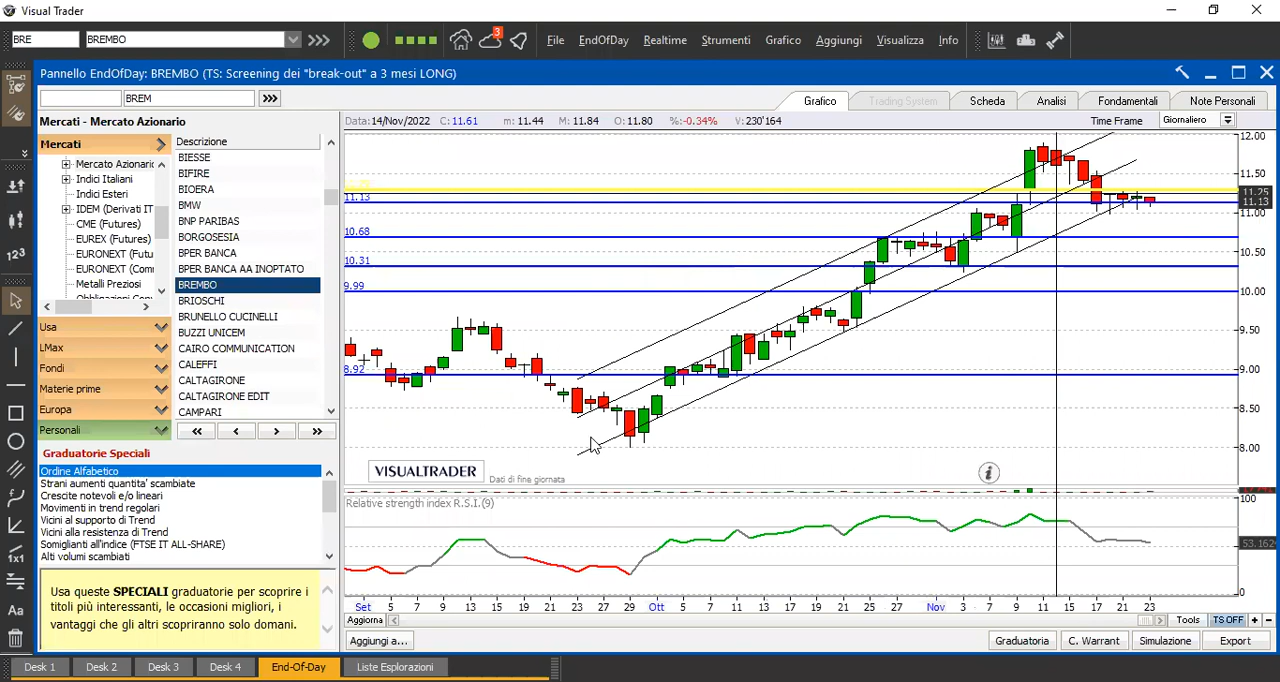 Visual Trader
BRE BREMBO >>> 3 File EndOfDay Realtime Strumenti Grafico Aggiungi Visualizza Info
Pannello EndOfDay: BREMBO (TS: Screening dei "break-out" a 3 mesi LONG)
BREM >>> Grafico Trading System Scheda Analisi Fondamentali Note Personali
Mercati - Mercato Azionario
Data:14/Nov/2022 C: 11.61 m: 11.44 M: 11.84 O: 11.80 %:-0.34% V:230'164 Time Frame Giornaliero
Mercati
Mercato Azionario
Indici Italiani
Indici Esteri
IDEM (Derivati IT
CME (Futures)
EUREX (Futures)
EURONEXT (Futu
EURONEXT (Comm
Metalli Preziosi
Usa
LMax
Fondi
Materie prime
Europa
Personali
Descrizione
BIESSE
BIFIRE
BIOERA
BMW
BNP PARIBAS
BORGOSESIA
BPER BANCA
BPER BANCA AA INOPTATO
BREMBO
BRIOSCHI
BRUNELLO CUCINELLI
BUZZI UNICEM
CAIRO COMMUNICATION
CALEFFI
CALTAGIRONE
CALTAGIRONE EDIT
CAMPARI
Graduatorie Speciali
Ordine Alfabetico
Strani aumenti quantita' scambiate
Crescite notevoli e/o lineari
Movimenti in trend regolari
Vicini al supporto di Trend
Vicini alla resistenza di Trend
Somiglianti all'indice (FTSE IT ALL-SHARE)
Alti volumi scambiati
Usa queste SPECIALI graduatorie per scoprire i
titoli più interessanti, le occasioni migliori, i
vantaggi che gli altri scopriranno solo domani.
1²3
1x1
Aa
11.13
10.68
10.31
9.99
8.92
12.00
11.50
11.25
11.13
11.00
10.50
10.00
9.50
9.00
8.50
8.00
VISUALTRADER Dati di fine giornata
Relative strength index R.S.I.(9)
100
53.162
0
Set 5 7 9 13 15 19 21 23 27 29 Ott 5 7 11 13 17 19 21 25 27 Nov 3 7 9 11 15 17 21 23
Aggiorna Tools TS OFF + -
Aggiungi a... Graduatoria C. Warrant Simulazione Export
Desk 1 Desk 2 Desk 3 Desk 4 End-Of-Day Liste Esplorazioni